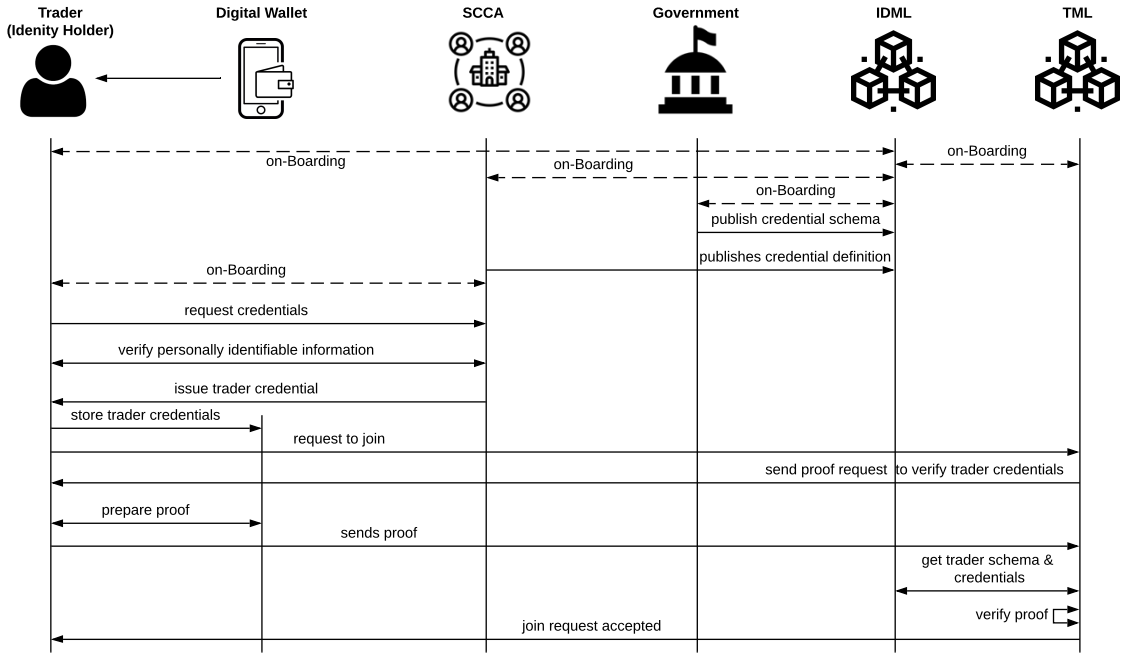 Trader
(Idenity Holder)
Digital Wallet
SCCA
Government
IDML
TML
on-Boarding
on-Boarding
on-Boarding
on-Boarding
publish credential schema
publishes credential definition
on-Boarding
request credentials
verify personally identifiable information
issue trader credential
store trader credentials
request to join
send proof request to verify trader credentials
prepare proof
sends proof
get trader schema &
credentials
verify proof
join request accepted